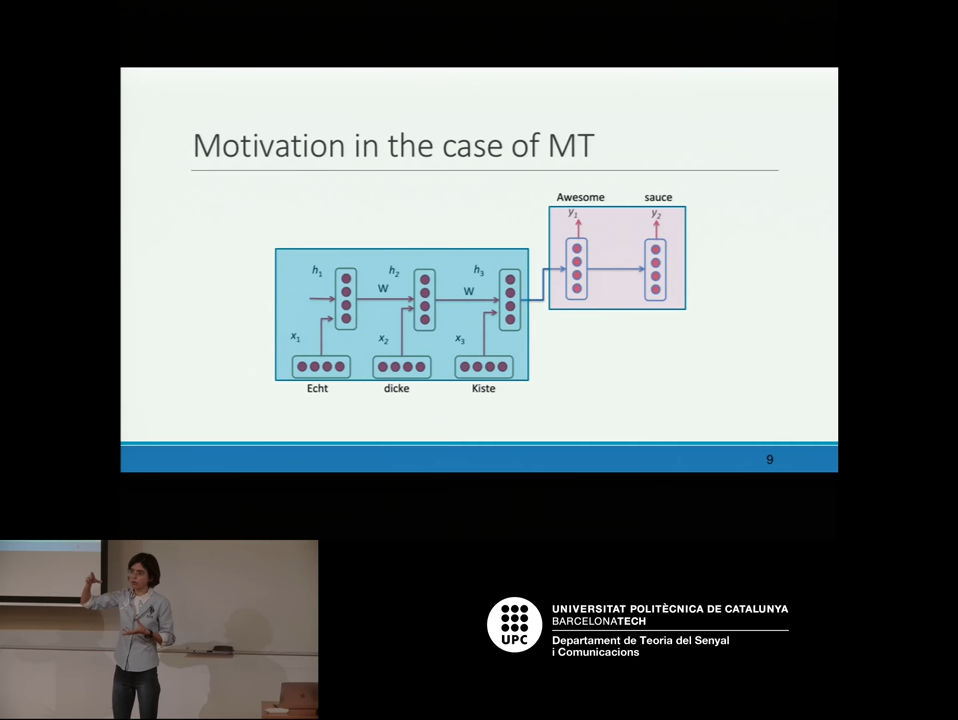 Motivation in the case of MT
Awesome sauce
y1 y2
h1 h2 h3
W W
x1 x2 x3
Echt dicke Kiste
9
UPC
UNIVERSITAT POLITÈCNICA DE CATALUNYA
BARCELONATECH
Departament de Teoria del Senyal
i Comunicacions